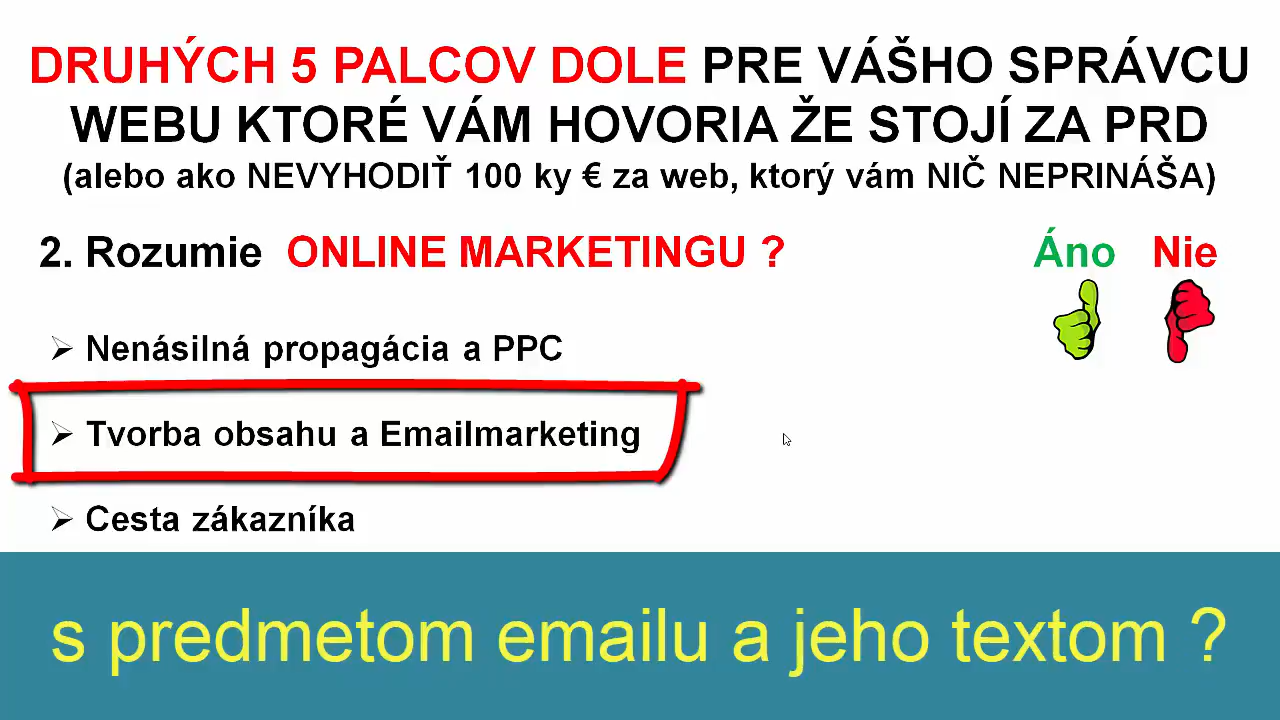 DRUHÝCH 5 PALCOV DOLE PRE VÁŠHO SPRÁVCU
WEBU KTORÉ VÁM HOVORIA ŽE STOJÍ ZA PRD
(alebo ako NEVYHODIŤ 100 ky € za web, ktorý vám NIČ NEPRINÁŠA)
2. Rozumie ONLINE MARKETINGU ? Áno Nie
➢ Nenásilná propagácia a PPC
➢ Tvorba obsahu a Emailmarketing
➢ Cesta zákazníka
s predmetom emailu a jeho textom ?